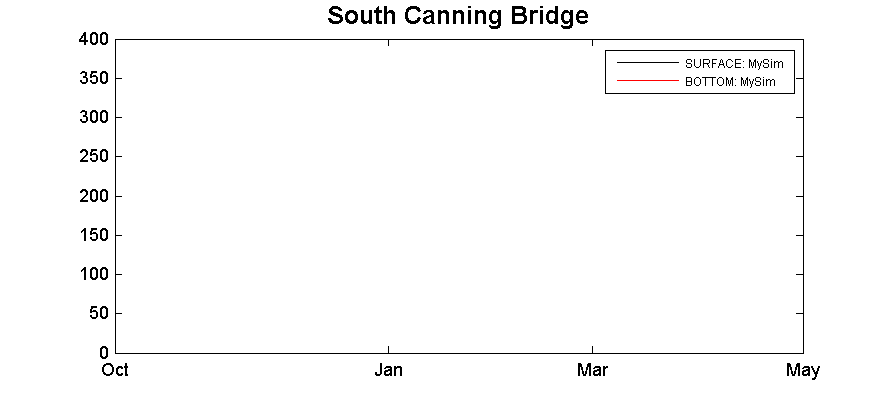 South Canning Bridge
400
350
300
250
200
150
100
50
0
SURFACE: MySim
BOTTOM: MySim
Oct Jan Mar May